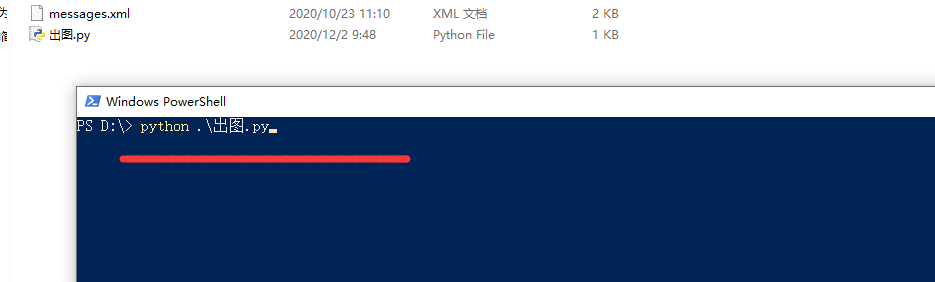 messages.xml 2020/10/23 11:10 XML 文档 2 KB
出图.py 2020/12/2 9:48 Python File 1 KB
Windows PowerShell
PS D:\> python .\出图.py